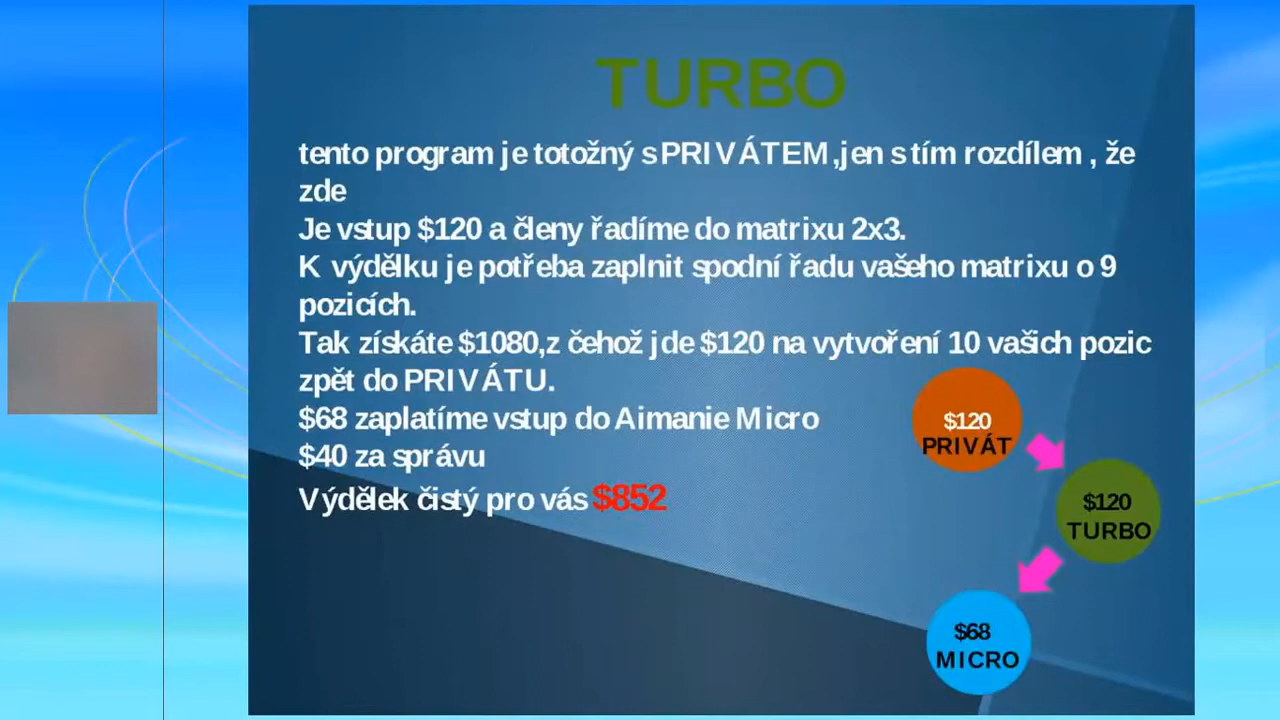 TURBO
tento program je totožný s PRIVÁTEM ,jen s tím rozdílem , že
zde
Je vstup $120 a členy řadíme do matrixu 2x3.
K výdělku je potřeba zaplnit spodní řadu vašeho matrixu o 9
pozicích.
Tak získáte $1080,z čehož jde $120 na vytvoření 10 vašich pozic
zpět do PRIVÁTU.
$68 zaplatíme vstup do Aimanie Micro
$40 za správu
Výdělek čistý pro vás $852
$120
PRIVÁT
$120
TURBO
$68
MICRO